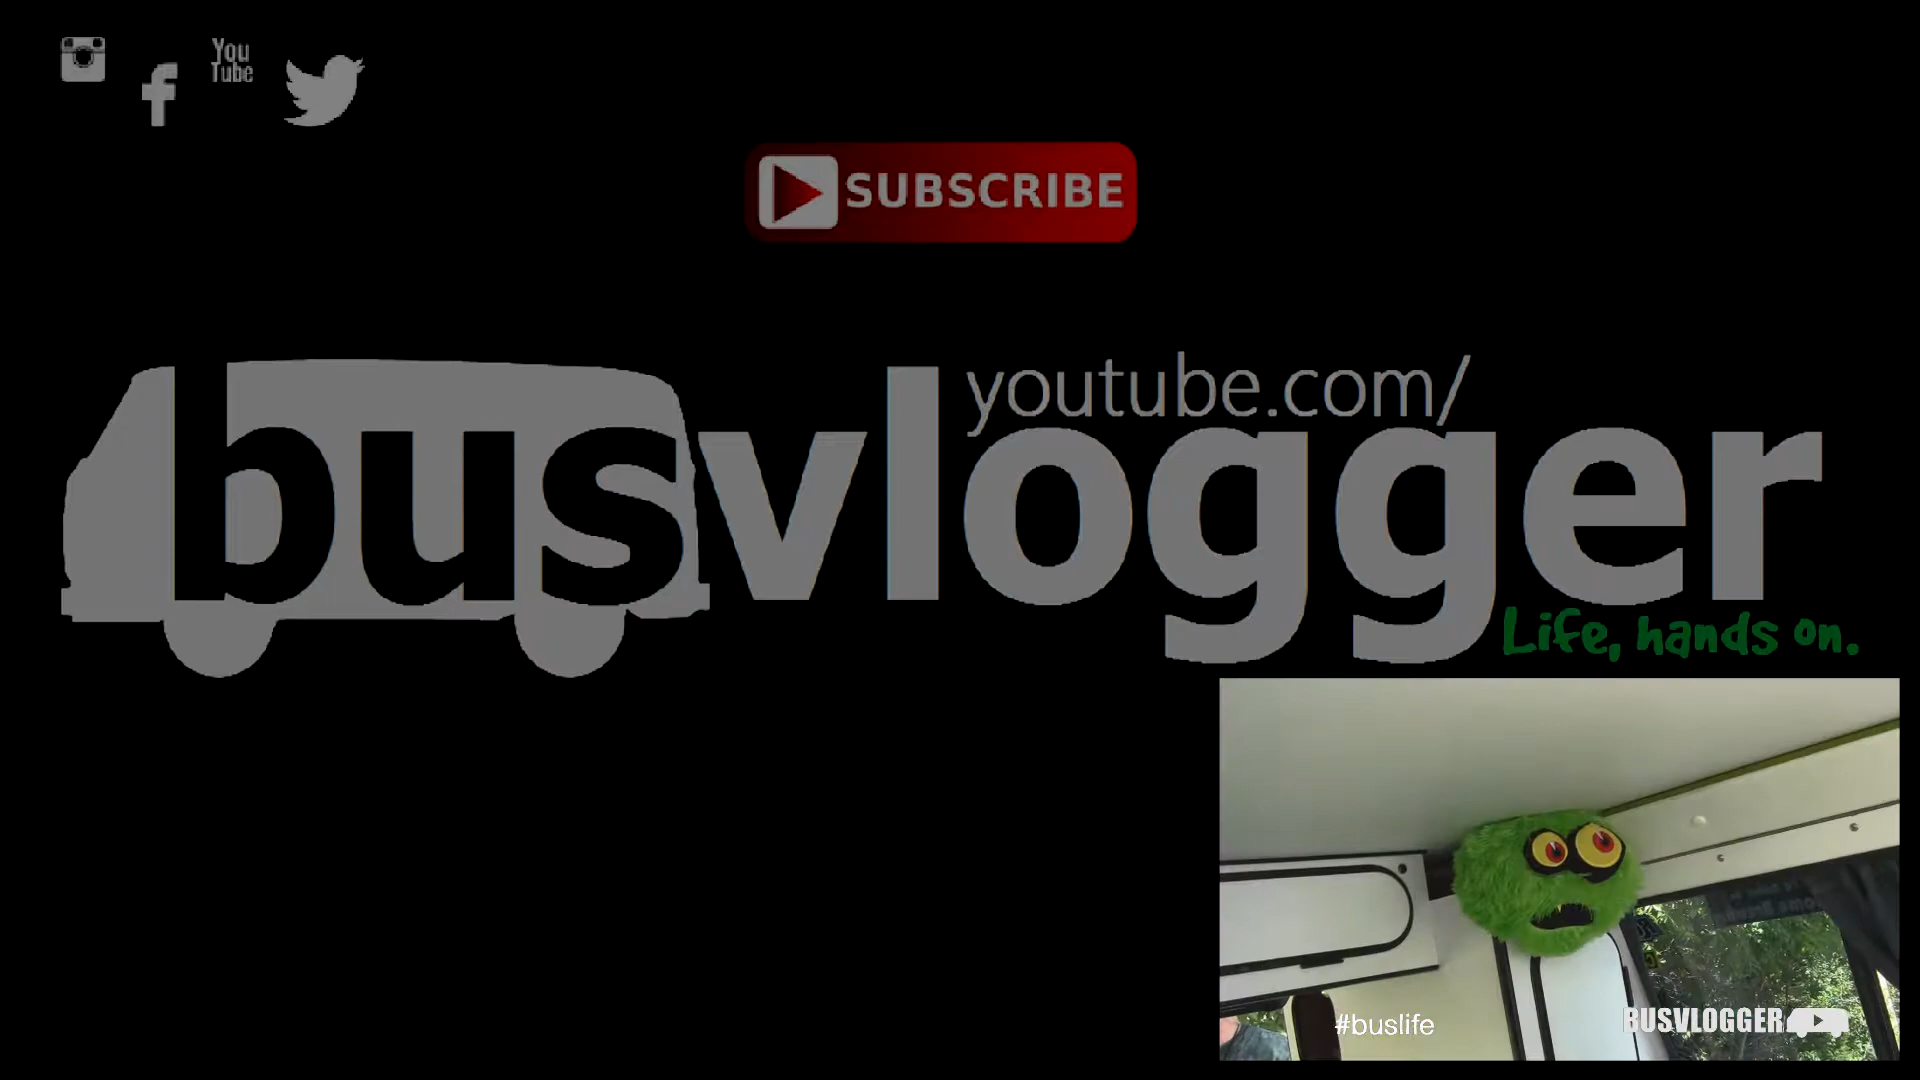 You
Tube
SUBSCRIBE
youtube.com/
busvlogger
Life, hands on.
#buslife
BUSVLOGGER